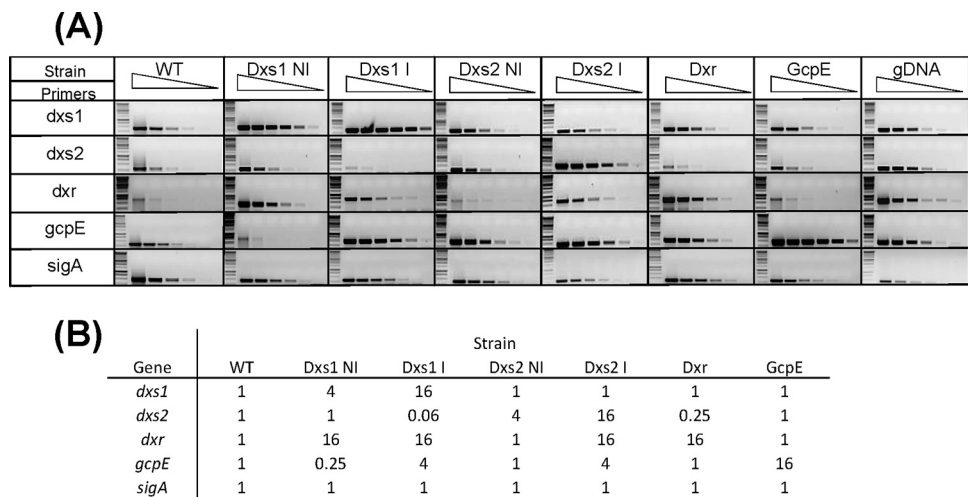 (A)
Strain WT Dxs1 NI Dxs1 I Dxs2 NI Dxs2 I Dxr GcpE gDNA
Primers
dxs1
dxs2
dxr
gcpE
sigA
(B)
Strain
Gene WT Dxs1 NI Dxs1 I Dxs2 NI Dxs2 I Dxr GcpE
dxs1 1 4 16 1 1 1 1
dxs2 1 1 0.06 4 16 0.25 1
dxr 1 16 16 1 16 16 1
gcpE 1 0.25 4 1 4 1 16
sigA 1 1 1 1 1 1 1